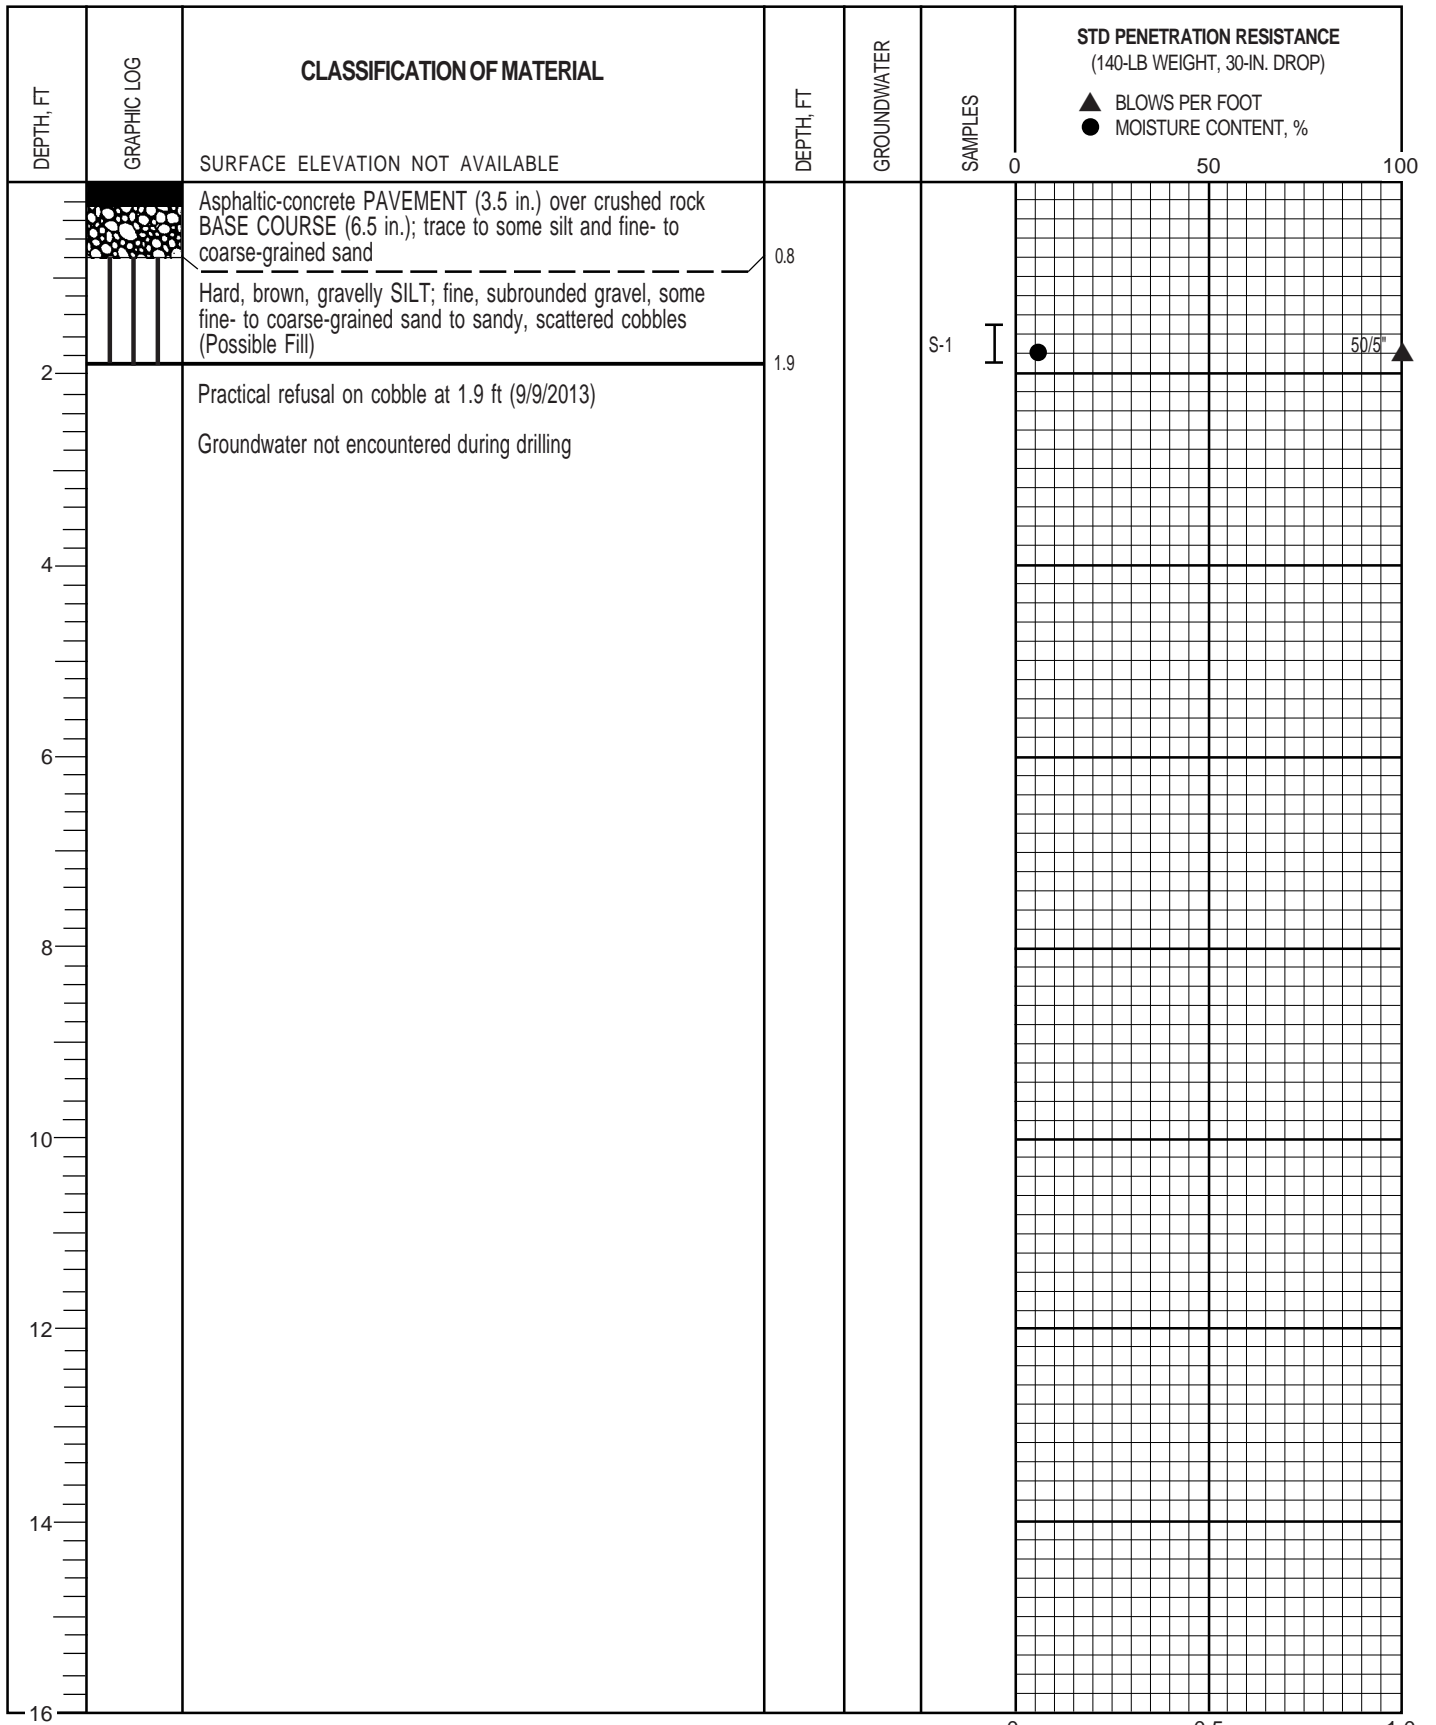 DEPTH, FT
GRAPHIC LOG
CLASSIFICATION OF MATERIAL
SURFACE ELEVATION NOT AVAILABLE
DEPTH, FT
GROUNDWATER
SAMPLES
STD PENETRATION RESISTANCE
(140-LB WEIGHT, 30-IN. DROP)
BLOWS PER FOOT
MOISTURE CONTENT, %
0 50 100
Asphaltic-concrete PAVEMENT (3.5 in.) over crushed rock
BASE COURSE (6.5 in.); trace to some silt and fine- to
coarse-grained sand
0.8
Hard, brown, gravelly SILT; fine, subrounded gravel, some
fine- to coarse-grained sand to sandy, scattered cobbles
(Possible Fill)
S-1
50/5"
1.9
2
Practical refusal on cobble at 1.9 ft (9/9/2013)
Groundwater not encountered during drilling
4
6
8
10
12
14
16